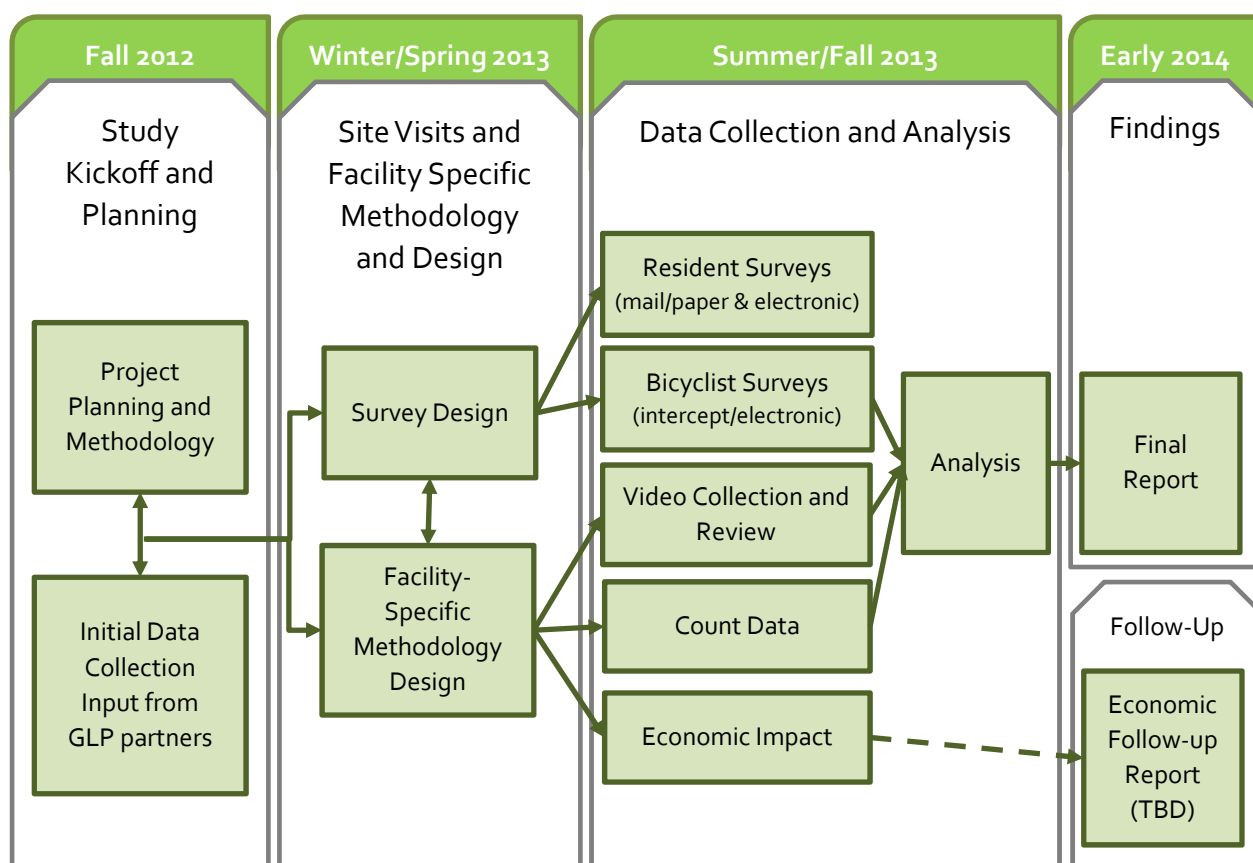 Fall 2012
Study
Kickoff and
Planning
Project
Planning and
Methodology
Initial Data
Collection
Input from
GLP partners
Winter/Spring 2013
Site Visits and
Facility Specific
Methodology
and Design
Survey Design
Facility-
Specific
Methodology
Design
Summer/Fall 2013
Data Collection and Analysis
Resident Surveys
(mail/paper & electronic)
Bicyclist Surveys
(intercept/electronic)
Video Collection and
Review
Count Data
Economic Impact
Analysis
Early 2014
Findings
Final
Report
Follow-Up
Economic
Follow-up
Report
(TBD)